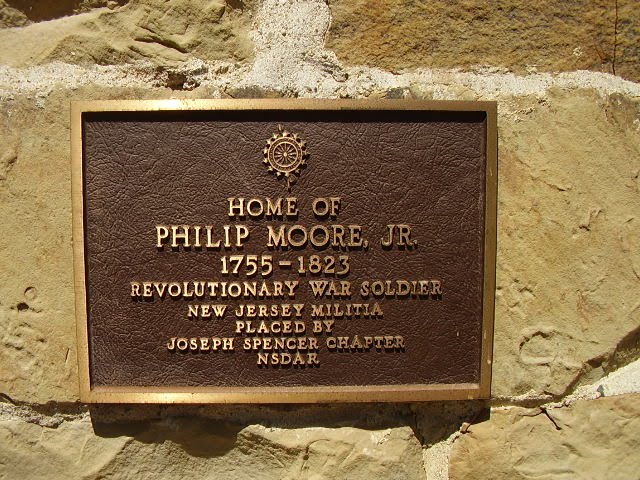 HOME OF
PHILIP MOORE, JR.
1755-1823
REVOLUTIONARY WAR SOLDIER
NEW JERSEY MILITIA
PLACED BY
JOSEPH SPENCER CHAPTER
NSDAR